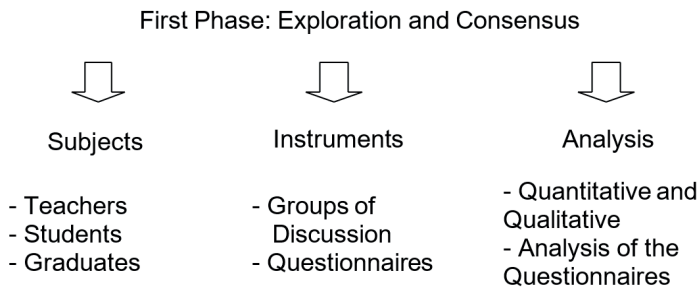 First Phase: Exploration and Consensus
Subjects
Instruments
Analysis
- Teachers
- Students
- Graduates
- Groups of
Discussion
- Questionnaires
- Quantitative and
Qualitative
- Analysis of the
Questionnaires